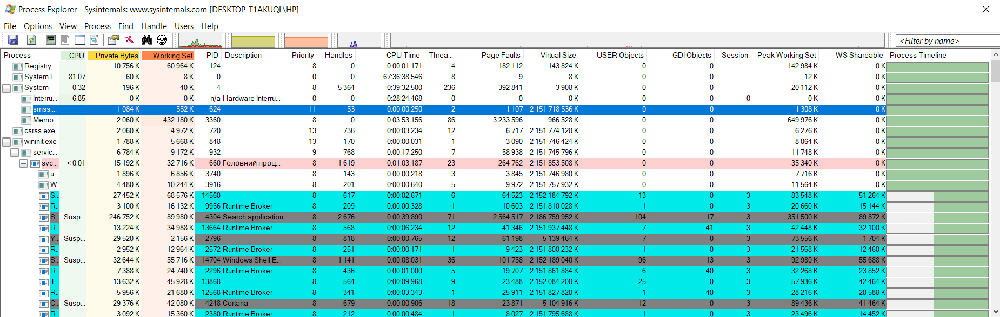 Process Explorer - Sysinternals: www.sysinternals.com [DESKTOP-T1AKUQL\HP]
File Options View Process Find Handle Users Help
<Filter by name>
Process CPU Private Bytes Working Set PID Description Priority Handles CPU Time Threa... Page Faults Virtual Size USER Objects GDI Objects Session Peak Working Set WS Shareable Process Timeline
Registry 10 756 K 60 964 K 124 8 0 0:00:01.171 4 182 112 143 824 K 0 0 142 984 K 0 K
System I... 81.07 60 K 8 K 0 0 0 67:36:38.546 8 9 8 K 0 0 12 K 0 K
System 0.32 196 K 40 K 4 8 5 364 0:39:32.500 236 392 841 3 908 K 0 0 20 112 K 0 K
Interru... 6.85 0 K 0 K n/a Hardware Interru... 0 0 0:28:24.468 0 0 0 K 0 0 0 0 K 0 K
smss.... 1 084 K 552 K 624 11 53 0:00:00.250 2 1 107 2 151 718 536 K 0 0 1 308 K 0 K
Memo... 2 060 K 432 180 K 3360 8 0 0:03:53.156 86 3 233 596 966 528 K 0 0 649 976 K 0 K
csrss.exe 2 060 K 4 972 K 720 13 736 0:00:03.234 12 6 717 2 151 774 128 K 0 0 6 276 K 0 K
wininit.exe 1 788 K 5 668 K 848 13 170 0:00:00.031 1 3 090 2 151 746 424 K 0 0 8 064 K 0 K
servic... 6 784 K 9 172 K 932 9 768 0:00:17.250 7 58 938 2 151 745 796 K 0 0 11 748 K 0 K
svc... < 0.01 15 192 K 32 716 K 660 Головний проц... 8 1 619 0:01:03.187 23 264 762 2 151 853 508 K 0 0 35 340 K 0 K
u... 1 896 K 6 856 K 3740 8 143 0:00:00.218 3 3 845 2 151 746 980 K 0 0 7 716 K 0 K
W. 4 480 K 10 244 K 3916 8 201 0:00:00.640 5 9 972 2 151 757 932 K 0 0 11 564 K 0 K
S.. 27 452 K 68 576 K 14560 8 617 0:00:02.671 6 64 523 2 152 184 792 K 13 0 3 83 548 K 51 264 K
R.. 3 100 K 16 132 K 9956 Runtime Broker 8 209 0:00:00.328 1 10 603 2 151 810 028 K 1 0 3 20 660 K 15 144 K
S.. Susp... 246 752 K 89 980 K 4304 Search application 8 2 676 0:00:39.890 71 2 564 517 2 186 759 952 K 104 17 3 351 500 K 89 872 K
R.. 13 224 K 34 988 K 13664 Runtime Broker 8 568 0:00:06.234 12 41 346 2 151 937 448 K 7 41 3 42 448 K 32 100 K
Y.. Susp... 29 520 K 2 156 K 2796 8 818 0:00:00.765 12 61 198 5 139 464 K 7 0 3 73 556 K 1 704 K
R.. 2 952 K 12 964 K 2572 Runtime Broker 8 251 0:00:00.171 1 9 423 2 151 800 232 K 1 0 3 21 568 K 12 460 K
S.. Susp... 32 644 K 55 716 K 14704 Windows Shell E... 8 1 141 0:00:08.031 36 101 758 2 152 189 040 K 96 13 3 92 980 K 55 688 K
R.. 7 388 K 24 740 K 2296 Runtime Broker 8 436 0:00:01.000 5 19 707 2 151 861 884 K 6 40 3 32 268 K 23 852 K
T... 13 632 K 45 928 K 13868 8 564 0:00:09.968 9 23 488 2 152 084 208 K 25 0 3 57 936 K 42 464 K
R.. 5 956 K 21 680 K 12568 Runtime Broker 8 341 0:00:03.343 1 25 911 2 151 827 828 K 1 40 3 28 216 K 20 588 K
C.. Susp... 29 376 K 42 080 K 4248 Cortana 8 679 0:00:00.906 18 23 871 5 104 916 K 12 0 3 89 436 K 41 464 K
R.. 3 092 K 15 360 K 2380 Runtime Broker 8 212 0:00:00.484 1 8 027 2 151 795 688 K 1 0 3 23 496 K 14 452 K